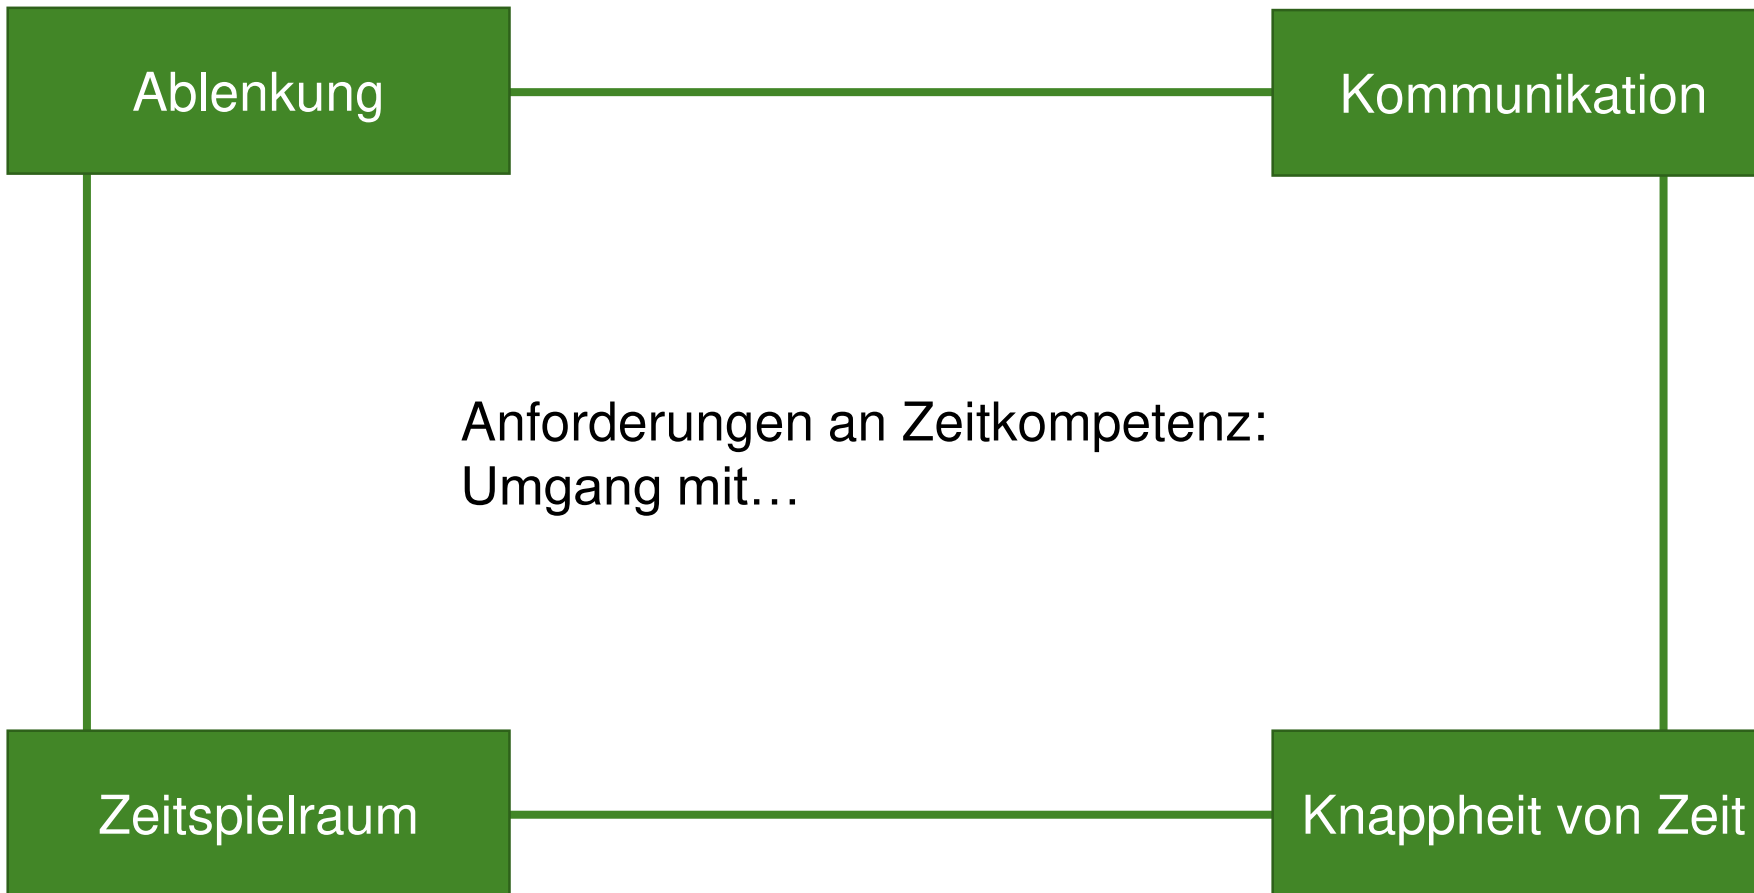 Ablenkung
Kommunikation
Anforderungen an Zeitkompetenz:
Umgang mit…
Zeitspielraum
Knappheit von Zeit